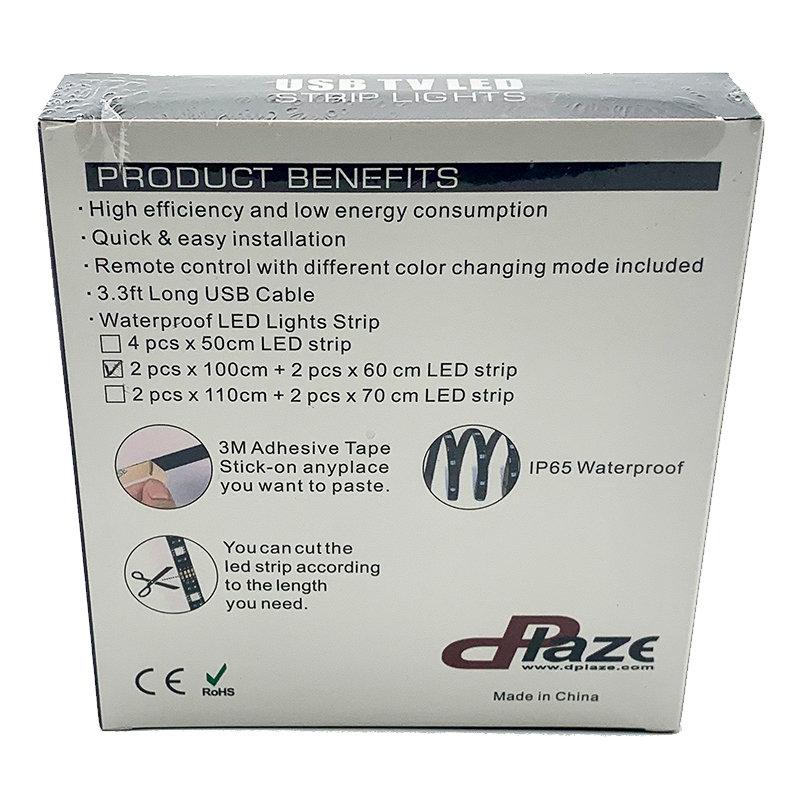 USB TV LED
STRIP LIGHTS
PRODUCT BENEFITS
· High efficiency and low energy consumption
· Quick & easy installation
· Remote control with different color changing mode included
· 3.3ft Long USB Cable
· Waterproof LED Lights Strip
☐ 4 pcs x 50cm LED strip
☑ 2 pcs x 100cm + 2 pcs x 60 cm LED strip
☐ 2 pcs x 110cm + 2 pcs x 70 cm LED strip
3M Adhesive Tape
Stick-on anyplace
you want to paste.
IP65 Waterproof
You can cut the
led strip according
to the length
you need.
dPlaze
www.dplaze.com
CE
RoHS
Made in China